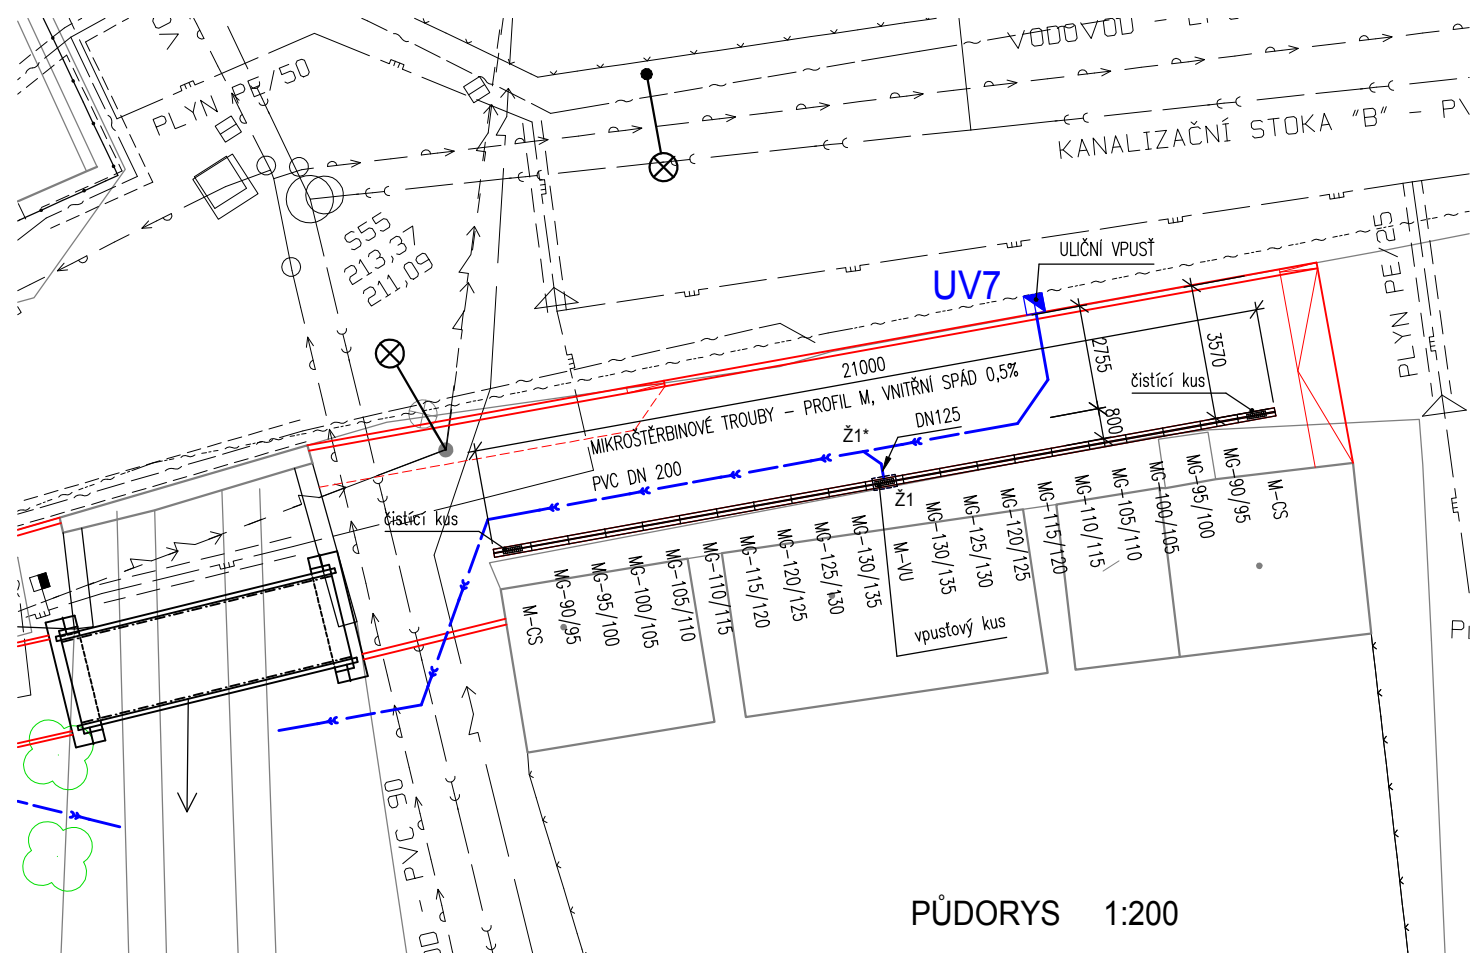 VODOVOD -
PLYN PE/50
KANALIZAČNÍ STOKA "B" - PV
S55
213,37
211,09
PLYN PE/25
ULIČNÍ VPUSŤ
UV7
21000
2755
3570
800
čistící kus
MIKROŠTĚRBINOVÉ TROUBY - PROFIL M, VNITŘNÍ SPÁD 0,5%
DN125
Ž1*
PVC DN 200
Ž1
čistící kus
M-CS
MG-90/95
MG-95/100
MG-100/105
MG-105/110
MG-110/115
MG-115/120
MG-120/125
MG-125/130
MG-130/135
M-VU
MG-130/135
MG-125/130
MG-120/125
MG-115/120
MG-110/115
MG-105/110
MG-100/105
MG-95/100
MG-90/95
M-CS
vpusťový kus
OD - PVC 90
PŮDORYS 1:200